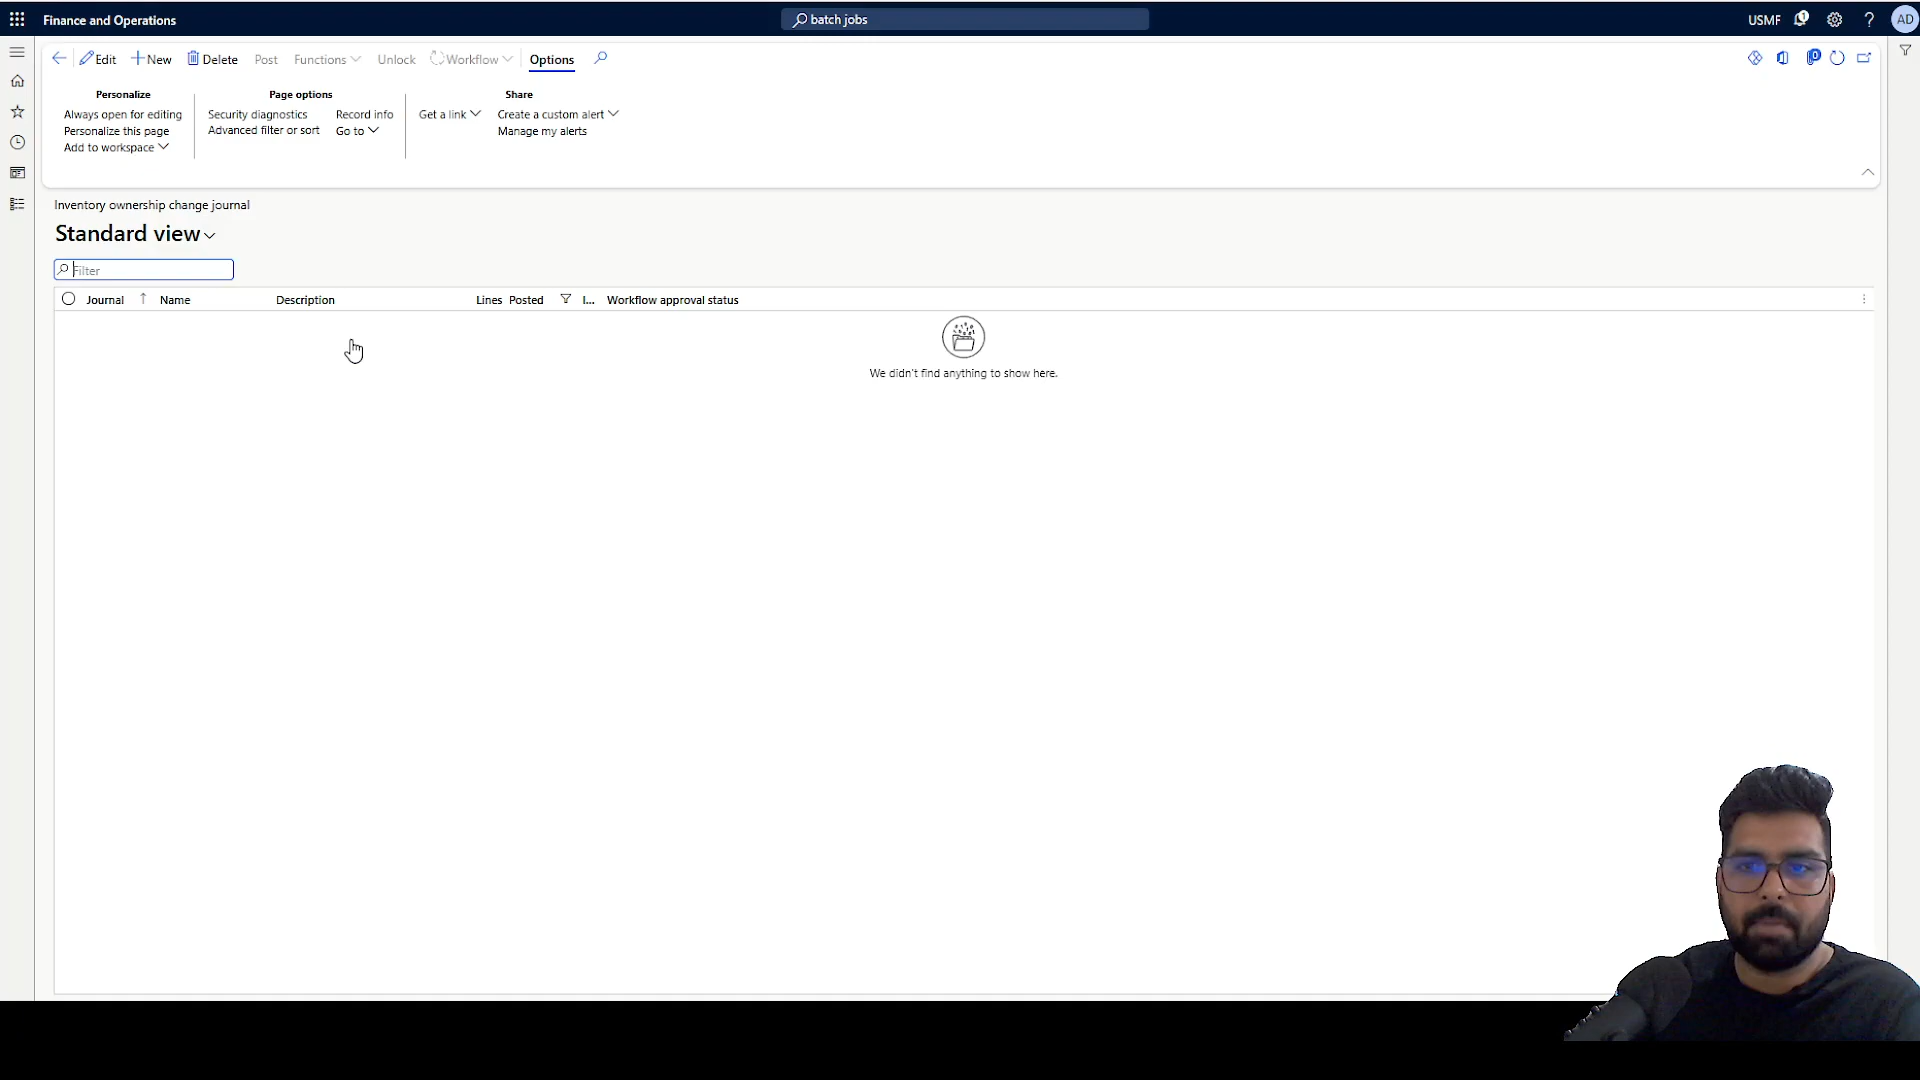 Finance and Operations
batch jobs
USMF
1
AD
Edit
New
Delete
Post
Functions
Unlock
Workflow
Options
0
Personalize
Always open for editing
Personalize this page
Add to workspace
Page options
Security diagnostics
Advanced filter or sort
Record info
Go to
Share
Get a link
Create a custom alert
Manage my alerts
Inventory ownership change journal
Standard view
Filter
Journal Name Description Lines Posted I... Workflow approval status
We didn't find anything to show here.